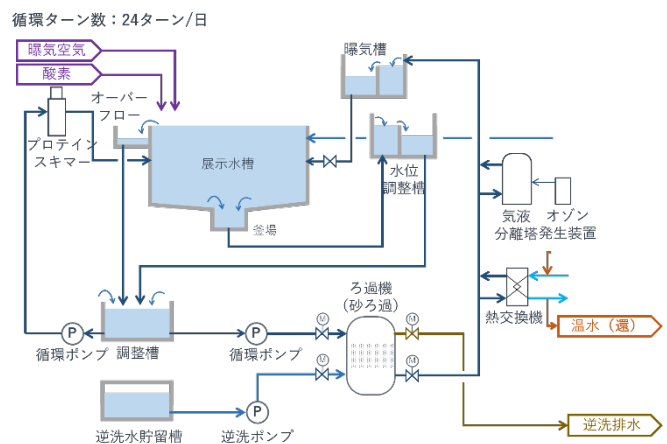 循環ターン数：24ターン/日
曝気空気
酸素
オーバー
フロー
プロテイン
スキマー
曝気槽
展示水槽
水位
調整槽
釜場
気液
分離塔
オゾン
発生装置
熱交換機
温水（還）
ろ過機
（砂ろ過）
M
M
M
M
P
循環ポンプ
調整槽
P
循環ポンプ
逆洗水貯留槽
P
逆洗ポンプ
逆洗排水